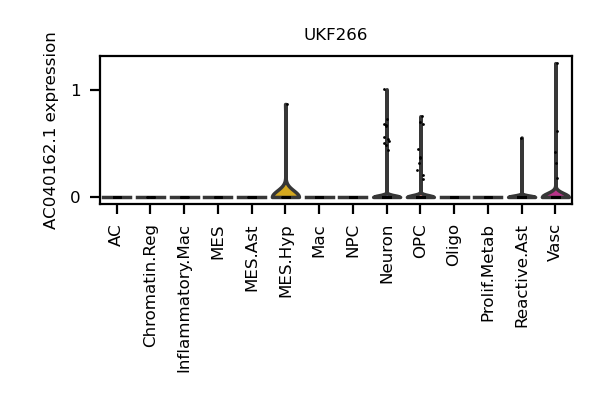 UKF266
AC040162.1 expression
1
0
AC
Chromatin.Reg
Inflammatory.Mac
MES
MES.Ast
MES.Hyp
Mac
NPC
Neuron
OPC
Oligo
Prolif.Metab
Reactive.Ast
Vasc